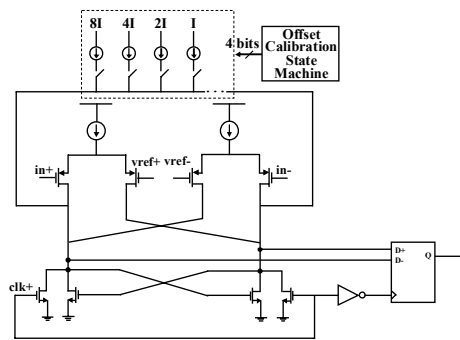 8I 4I 2I I
4 bits
Offset
Calibration
State
Machine
in+
vref+
vref-
in-
D+
D-
Q
clk+